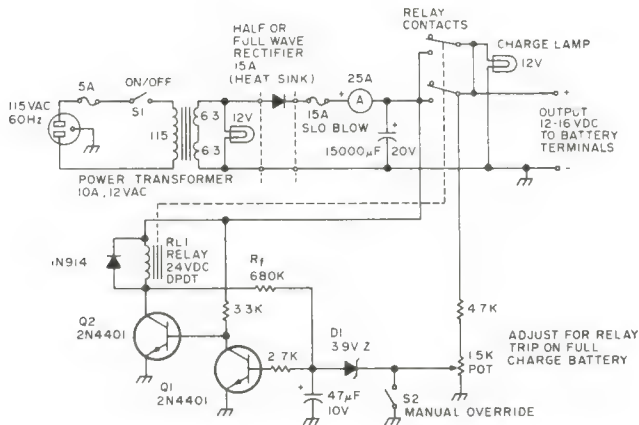 RELAY
CONTACTS
HALF OR
FULL WAVE
RECTIFIER
15A
(HEAT SINK)
CHARGE LAMP
12V
5A
ON/OFF
S1
115VAC
60Hz
115
6 3
6 3
12V
25A
+
A
15A
SLO BLOW
+
15000µF
20V
+
OUTPUT
12-16 VDC
TO BATTERY
TERMINALS
-
POWER TRANSFORMER
10A, 12VAC
1N914
RL1
RELAY
24VDC
DPDT
Rf
680K
3 3K
4 7K
Q2
2N4401
D1
3 9V Z
2.7K
1 5K
POT
ADJUST FOR RELAY
TRIP ON FULL
CHARGE BATTERY
Q1
2N4401
+
47µF
10V
S2
MANUAL OVERRIDE